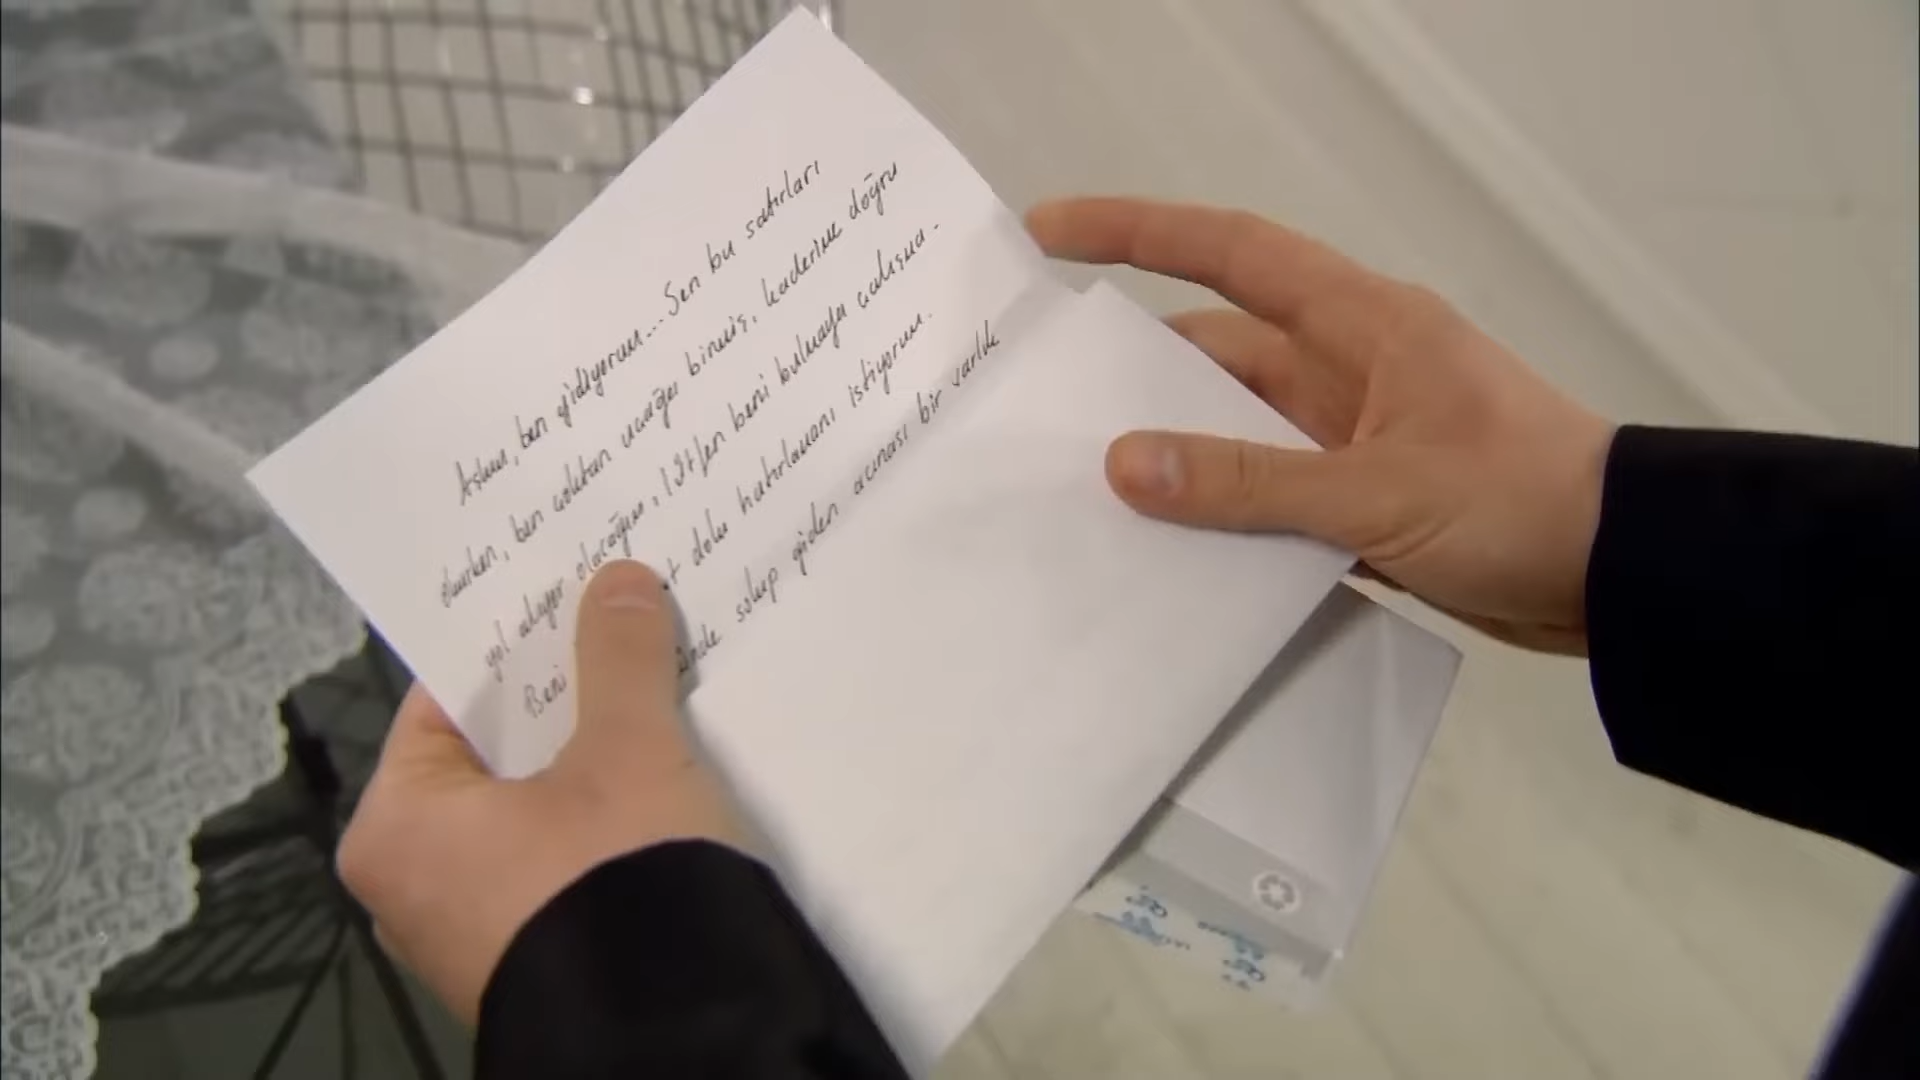 Aşkım, ben gidiyorum... Sen bu satırları
okurken, ben çoktan uçağa binmiş, kaderime doğru
yol alıyor olacağım, lütfen beni bulmaya çalışma.
Beni dolu hatırlamanı istiyorum.
solup giden acınası bir varlık